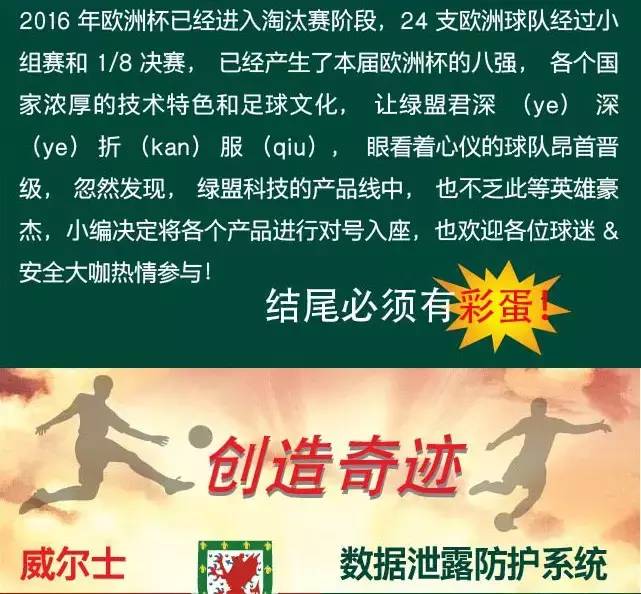 2016 年欧洲杯已经进入淘汰赛阶段，24 支欧洲球队经过小
组赛和 1/8 决赛， 已经产生了本届欧洲杯的八强， 各个国
家浓厚的技术特色和足球文化， 让绿盟君深 （ye） 深
（ye） 折 （kan） 服 （qiu）， 眼看着心仪的球队昂首晋
级， 忽然发现， 绿盟科技的产品线中， 也不乏此等英雄豪
杰，小编决定将各个产品进行对号入座，也欢迎各位球迷 &
安全大咖热情参与！
结尾必须有彩蛋！
创造奇迹
威尔士 数据泄露防护系统